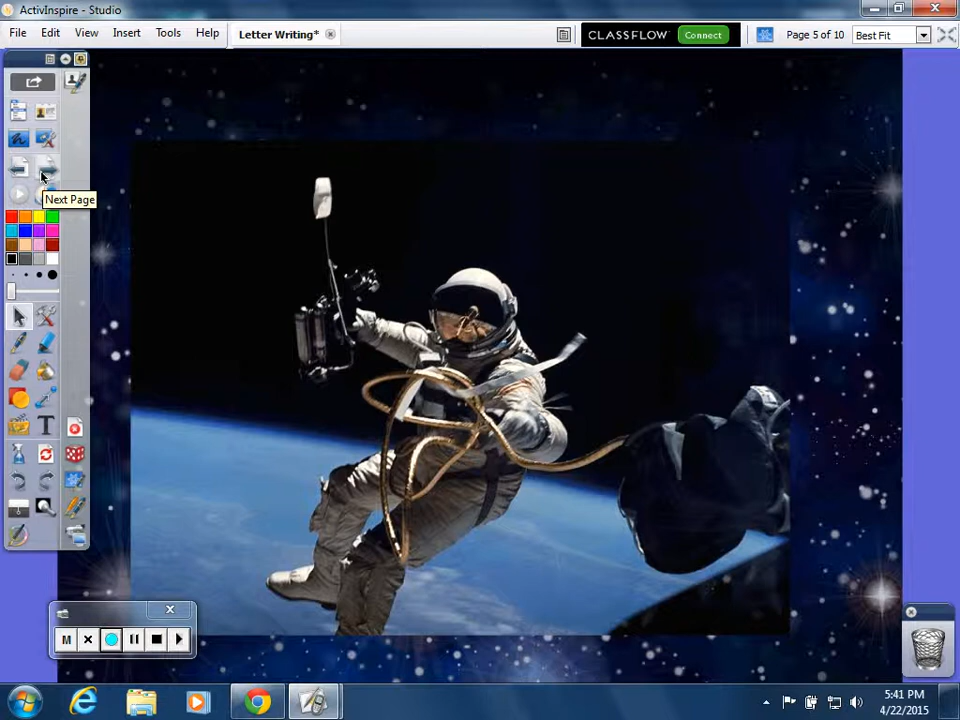 ActivInspire - Studio
File Edit View Insert Tools Help Letter Writing* CLASSFLOW Connect Page 5 of 10 Best Fit
Next Page
T
M
5:41 PM
4/22/2015